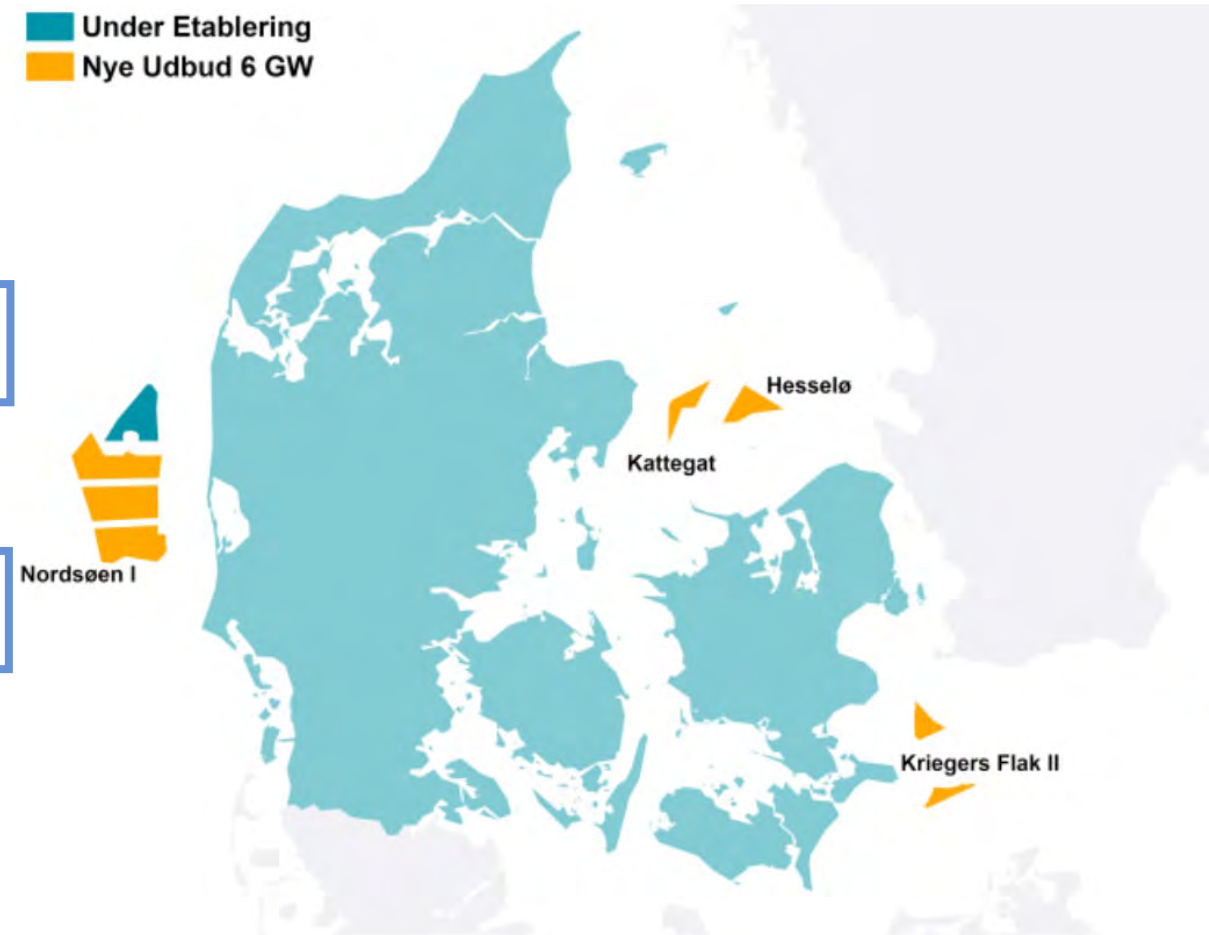 Under Etablering
Nye Udbud 6 GW
Hesselø
Kattegat
Nordsøen I
Kriegers Flak II